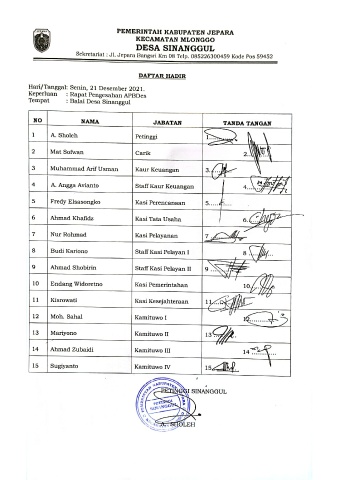 PEMERINTAH KABUPATEN JEPARA
KECAMATAN MLONGGO
DESA SINANGGUL
Sekretariat : Jl. Jepara Bangsri Km 08 Telp. 085226300459 Kode Pos 59452
DAFTAR HADIR
Hari/Tanggal : Senin, 21 Desember 2021.
Keperluan : Rapat Pengesahan APBDes
Tempat : Balai Desa Sinanggul
NO NAMA JABATAN TANDA TANGAN
1 A. Sholeh Petinggi 1
2 Mat Sofwan Carik 2
3 Muhammad Arif Usman Kaur Keuangan 3
4 A. Angga Avianto Staff Kaur Keuangan 4
5 Fredy Elsasongko Kasi Perencanaan 5
6 Ahmad Khafidz Kasi Tata Usaha 6
7 Nur Rohmad Kasi Pelayanan 7
8 Budi Kartono Staff Kasi Pelayan I 8
9 Ahmad Shobirin Staff Kasi Pelayan II 9
10 Endang Widoretno Kasi Pemerintahan 10
11 Kiarowati Kasi Kesejahteraan 11
12 Moh. Sahal Kamituwo I 12
13 Mariyono Kamituwo II 13
14 Ahmad Zubaidi Kamituwo III 14
15 Sugiyanto Kamituwo IV 15
PETINGGI SINANGGUL
A. SHOLEH